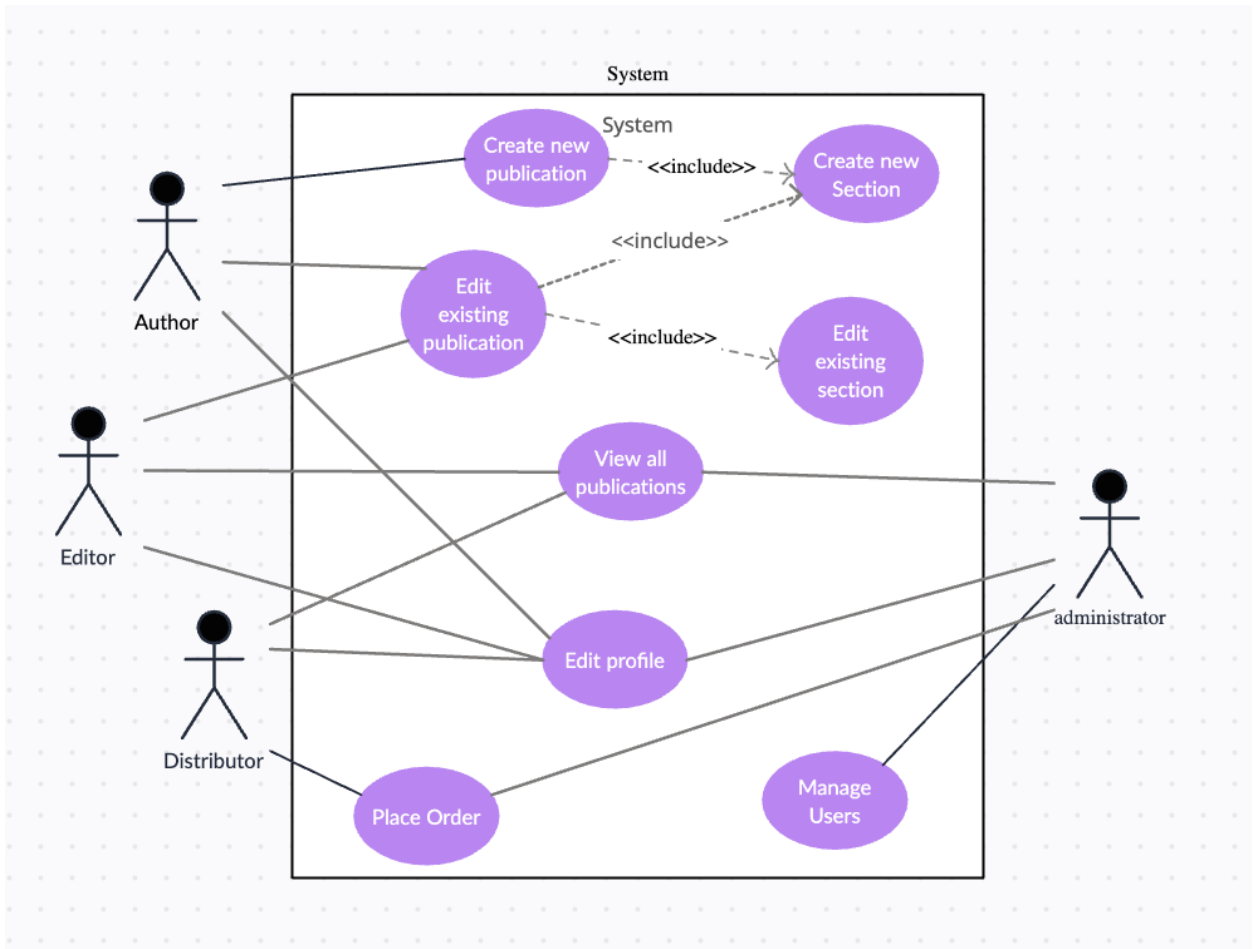 System
System
Create new
publication
<<include>>
Create new
Section
<<include>>
Edit
existing
publication
Author
<<include>>
Edit
existing
section
View all
publications
Editor
administrator
Edit profile
Distributor
Place Order
Manage
Users